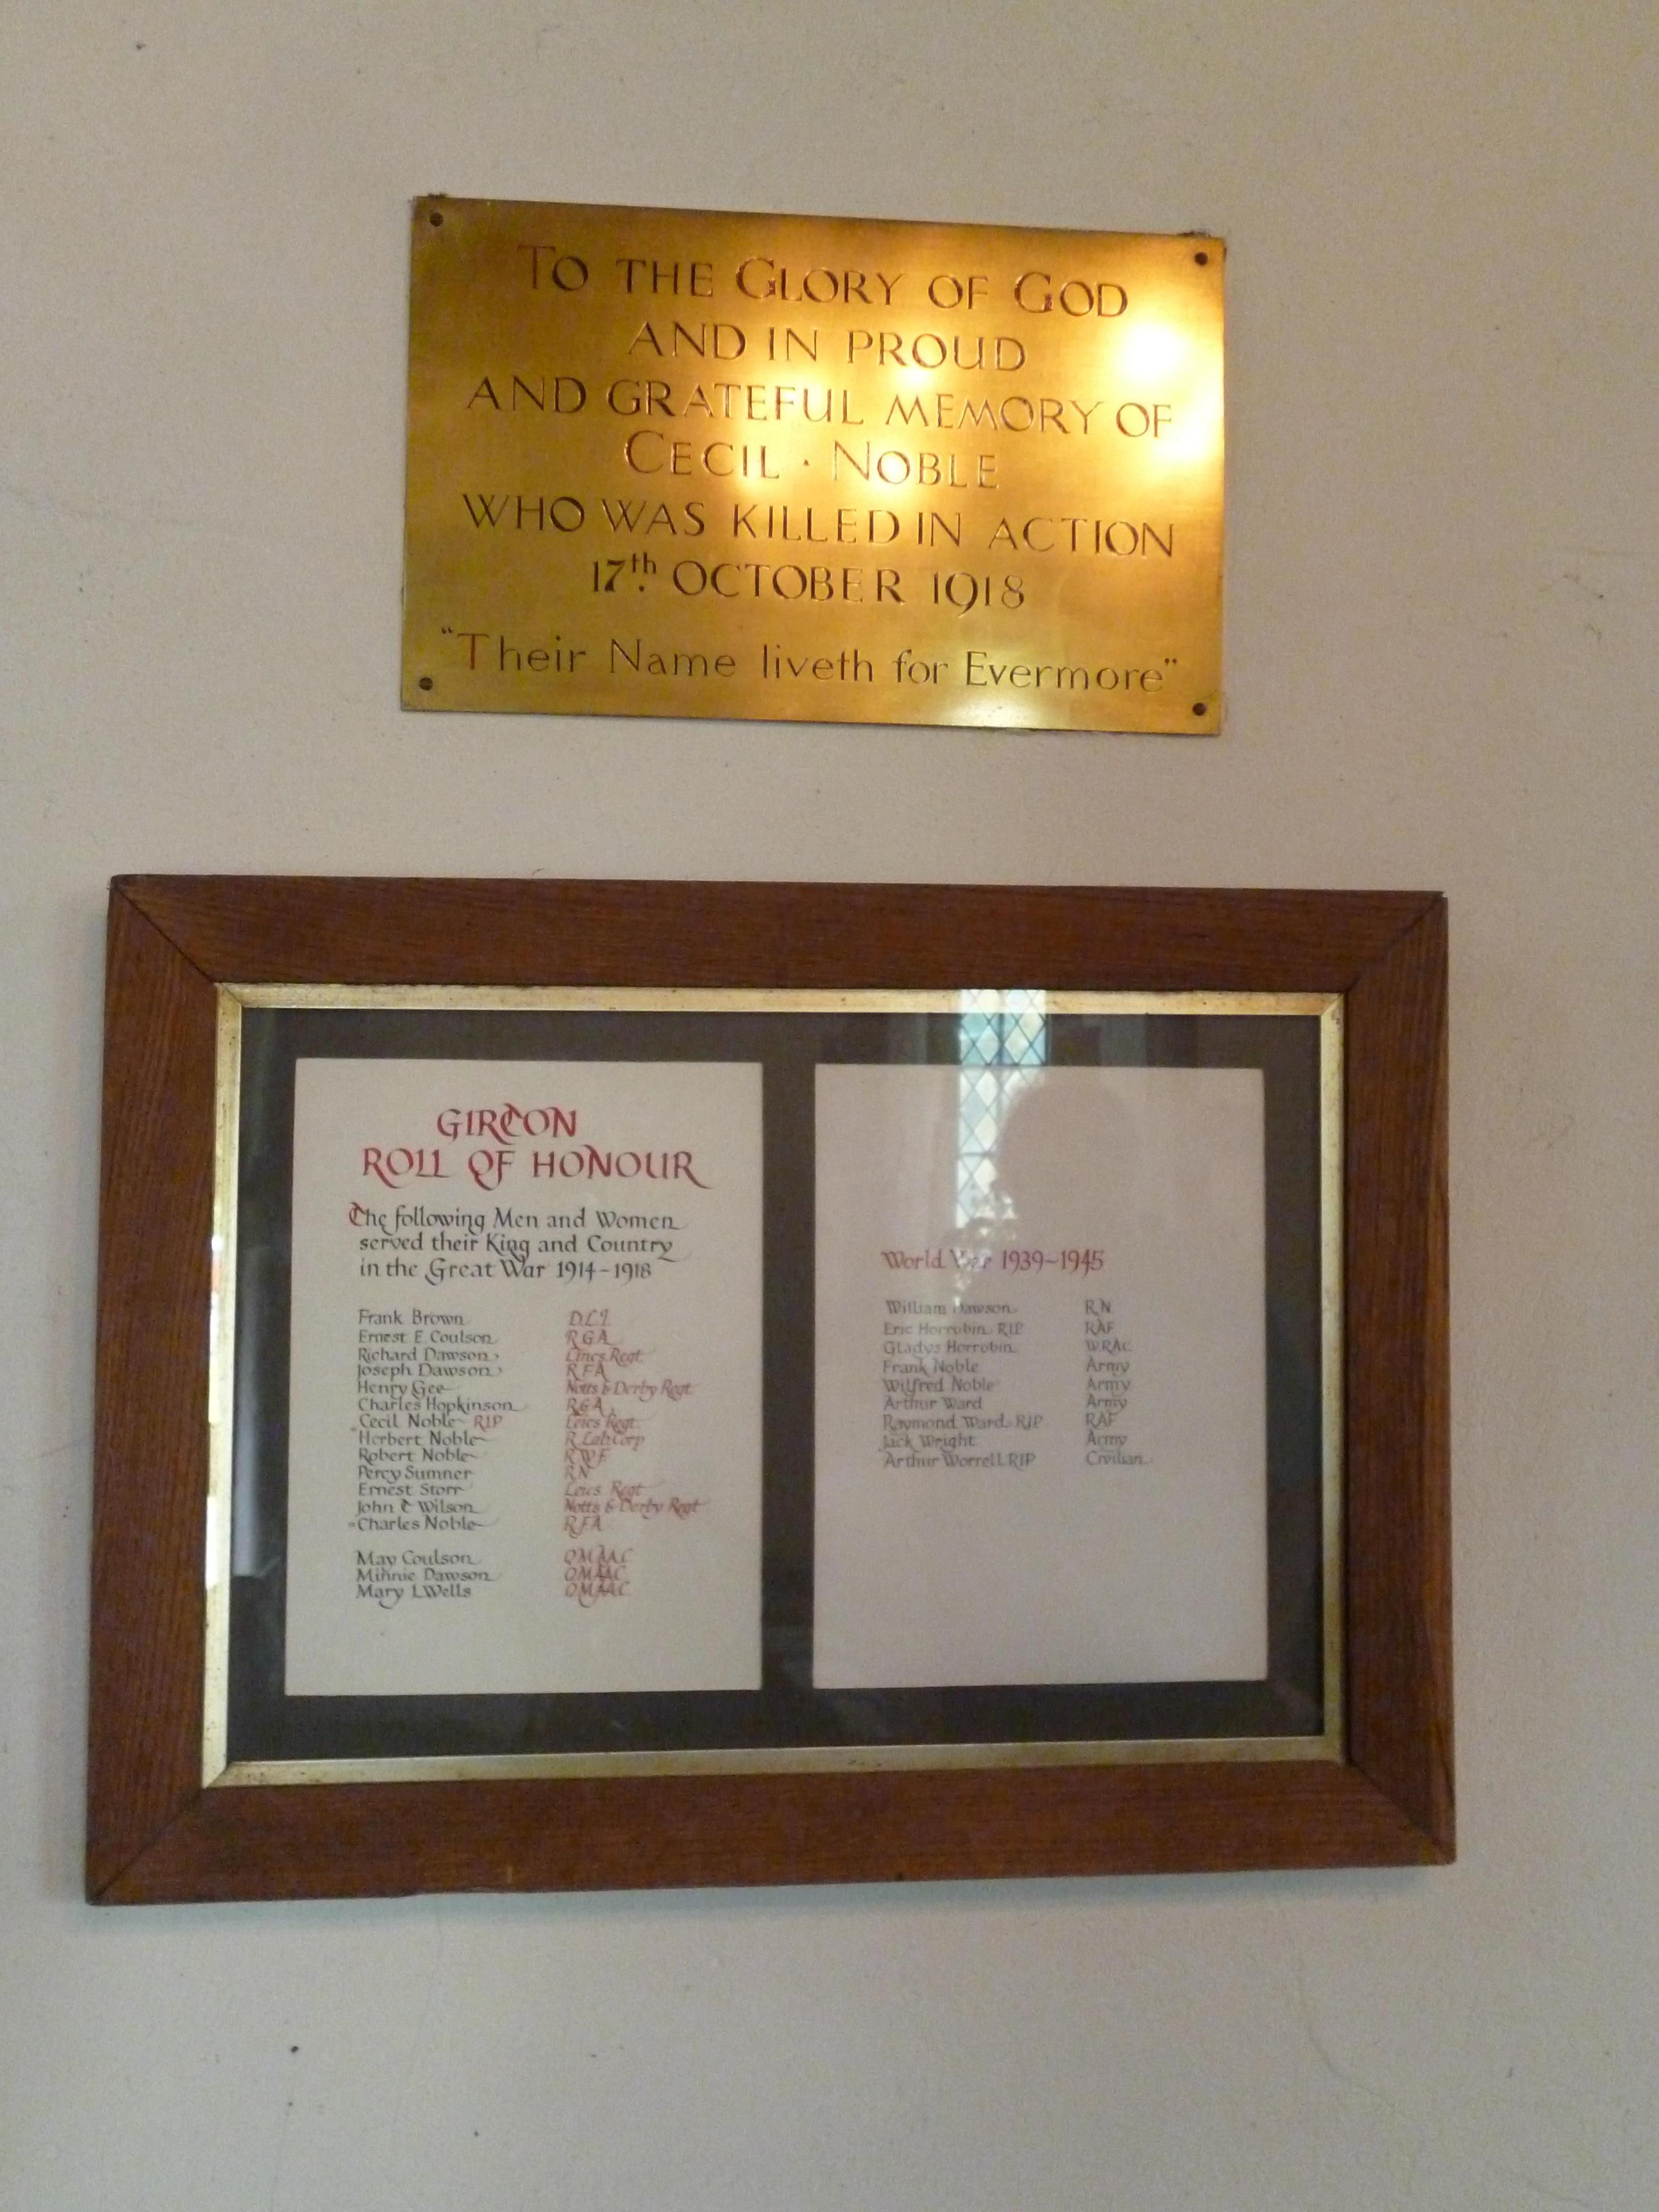 TO THE GLORY OF GOD
AND IN PROUD
AND GRATEFUL MEMORY OF
CECIL · NOBLE
WHO WAS KILLED IN ACTION
17th. OCTOBER 1918
"Their Name liveth for Evermore"
GIRTON
ROLL OF HONOUR
The following Men and Women
served their King and Country
in the Great War 1914-1918
Frank Brown D.L.I.
Ernest E. Coulson R.G.A.
Richard Dawson Lincs. Regt.
Joseph Dawson R.F.A.
Henry Gee Notts & Derby Regt
Charles Hopkinson R.G.A.
Cecil Noble RIP Leics Regt.
Herbert Noble R. Lab Corp
Robert Noble R.W.F.
Percy Sumner RN
Ernest Storr Leics. Regt
John T Wilson Notts & Derby Regt
Charles Noble R.F.A.
May Coulson QMAAC
Minnie Dawson QMAAC
Mary L Wells QMAAC
World War 1939-1945
William Dawson RN
Eric Horrobin RIP RAF
Gladys Horrobin WRAC
Frank Noble Army
Wilfred Noble Army
Arthur Ward Army
Raymond Ward RIP RAF
Jack Wright Army
Arthur Worrell RIP Civilian